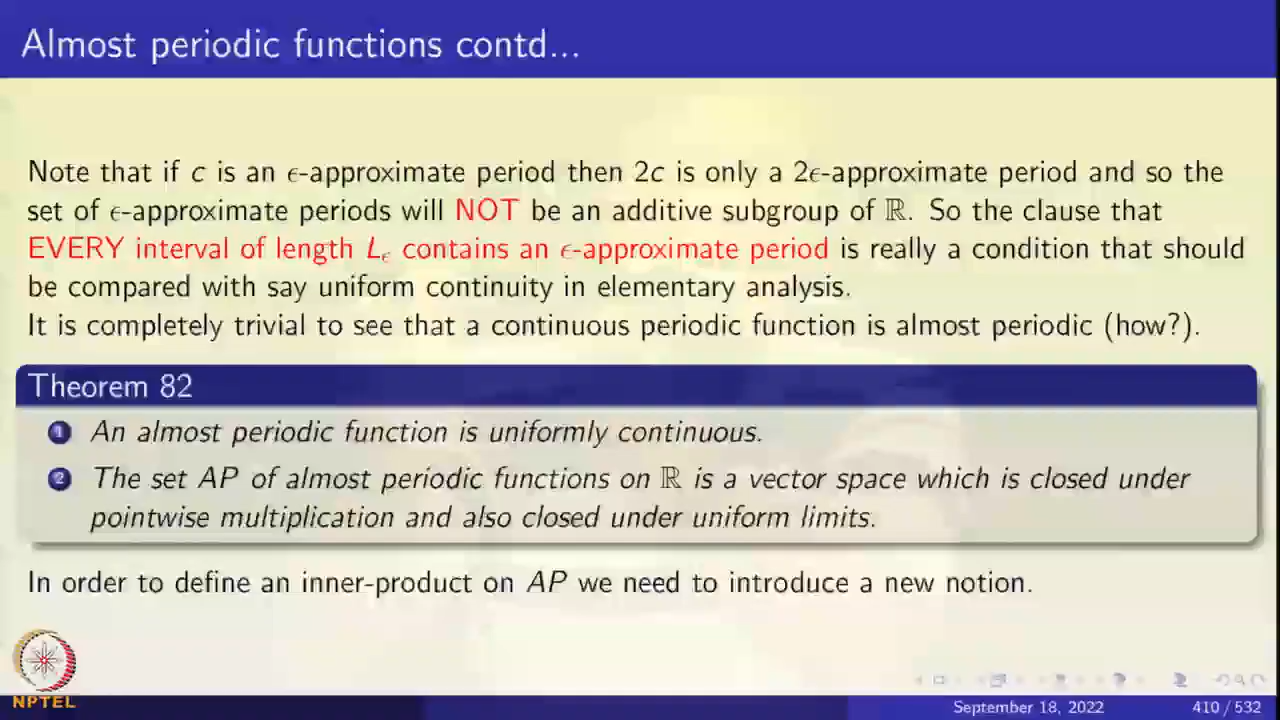 Almost periodic functions contd...
Note that if c is an ϵ-approximate period then 2c is only a 2ϵ-approximate period and so the
set of ϵ-approximate periods will NOT be an additive subgroup of ℝ. So the clause that
EVERY interval of length Lϵ contains an ϵ-approximate period is really a condition that should
be compared with say uniform continuity in elementary analysis.
It is completely trivial to see that a continuous periodic function is almost periodic (how?).
Theorem 82
1 An almost periodic function is uniformly continuous.
2 The set AP of almost periodic functions on ℝ is a vector space which is closed under
pointwise multiplication and also closed under uniform limits.
In order to define an inner-product on AP we need to introduce a new notion.
NPTEL
September 18, 2022 410 / 532